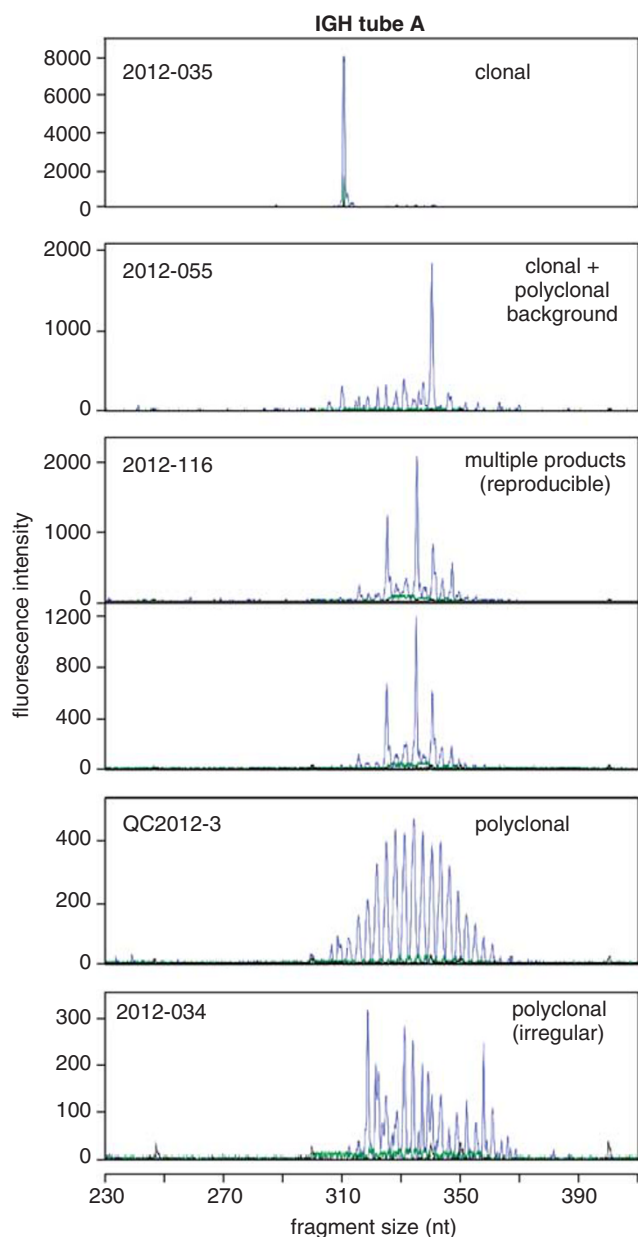 IGH tube A
8000
6000
4000
2000
0
2012-035
clonal
2000
1000
0
2012-055
clonal +
polyclonal
background
2000
1000
0
2012-116
multiple products
(reproducible)
1200
800
400
0
fluorescence intensity
400
200
0
QC2012-3
polyclonal
300
200
100
0
2012-034
polyclonal
(irregular)
230 270 310 350 390
fragment size (nt)